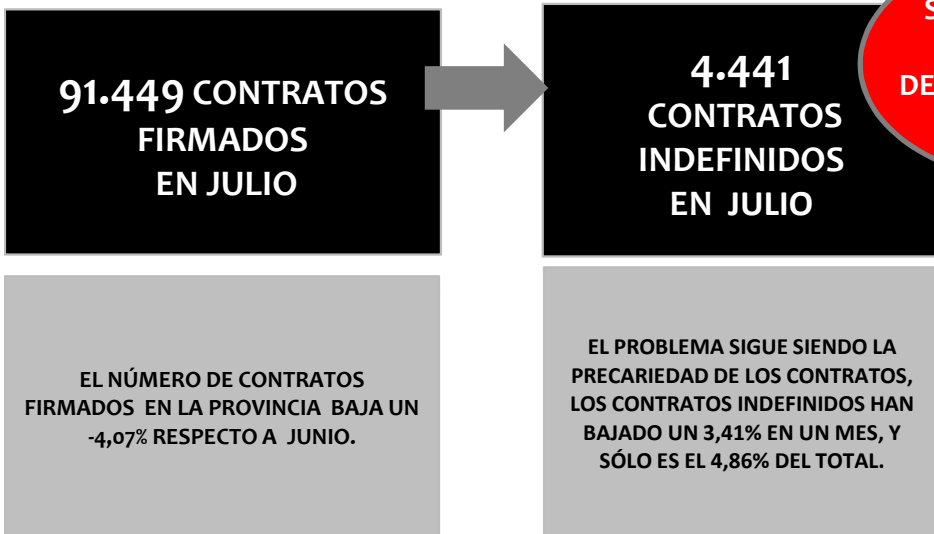 91.449 CONTRATOS
FIRMADOS
EN JULIO
4.441
CONTRATOS
INDEFINIDOS
EN JULIO
EL NÚMERO DE CONTRATOS
FIRMADOS EN LA PROVINCIA BAJA UN
-4,07% RESPECTO A JUNIO.
EL PROBLEMA SIGUE SIENDO LA
PRECARIEDAD DE LOS CONTRATOS,
LOS CONTRATOS INDEFINIDOS HAN
BAJADO UN 3,41% EN UN MES, Y
SÓLO ES EL 4,86% DEL TOTAL.